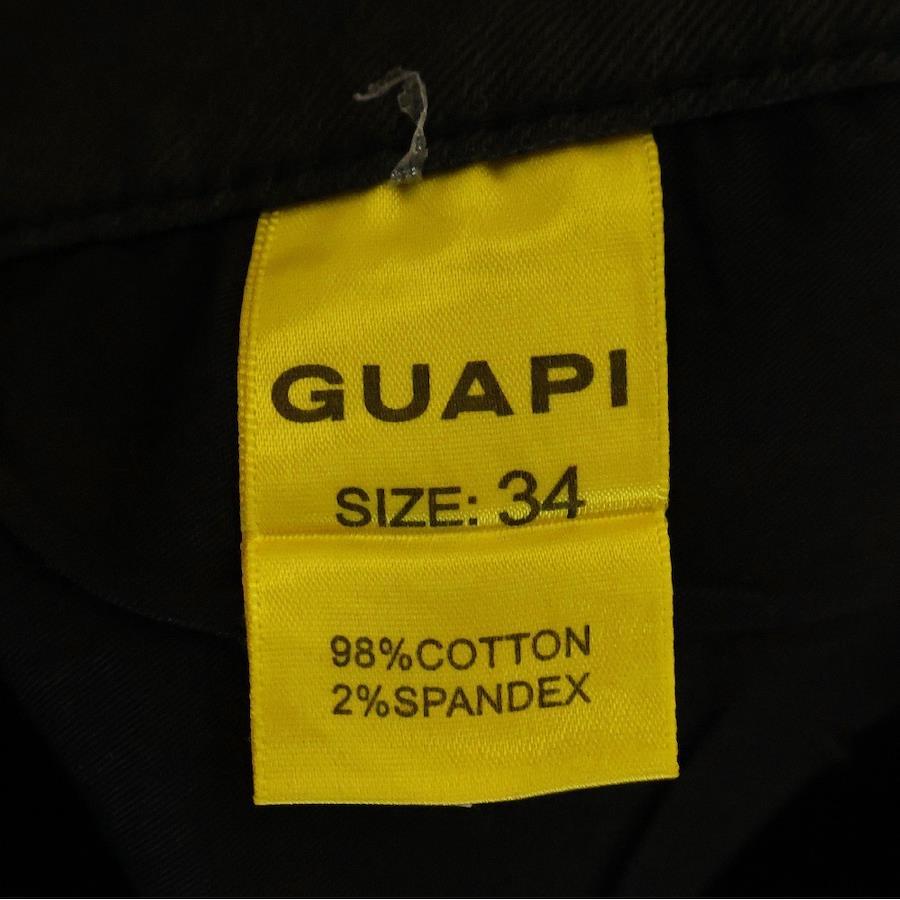 GUAPI
SIZE: 34
98%COTTON
2%SPANDEX